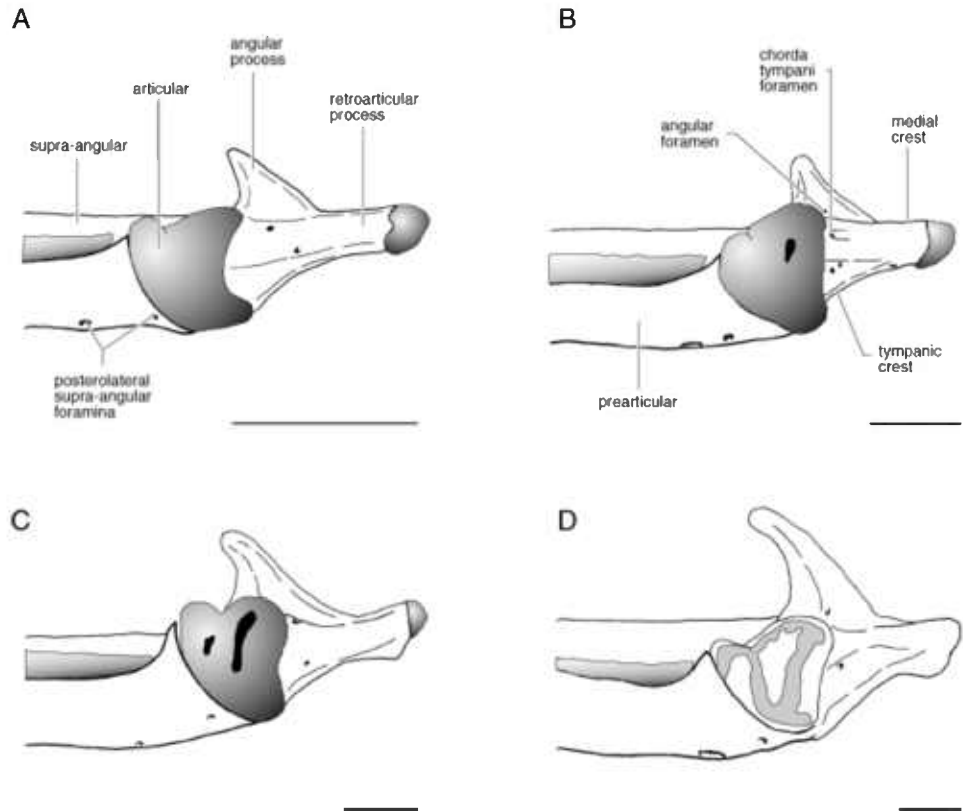 A
angular
process
articular
retroarticular
process
supra-angular
posterolateral
supra-angular
foramina
B
chorda
tympani
foramen
angular
foramen
medial
crest
tympanic
crest
prearticular
C
D